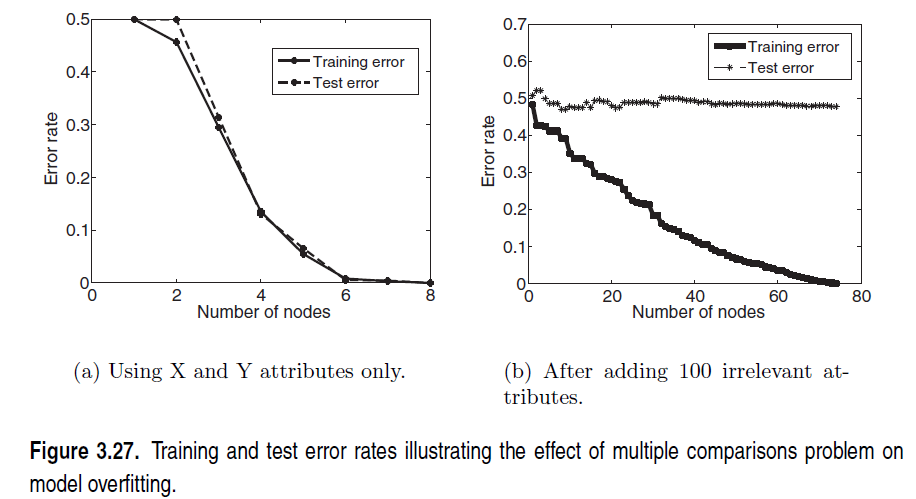 0.5
0.4
0.3
0.2
0.1
0
0 2 4 6 8
Error rate
Number of nodes
Training error
Test error
0.7
0.6
0.5
0.4
0.3
0.2
0.1
0
0 20 40 60 80
Error rate
Number of nodes
Training error
Test error
(a) Using X and Y attributes only.
(b) After adding 100 irrelevant at-
tributes.
Figure 3.27. Training and test error rates illustrating the effect of multiple comparisons problem on
model overfitting.